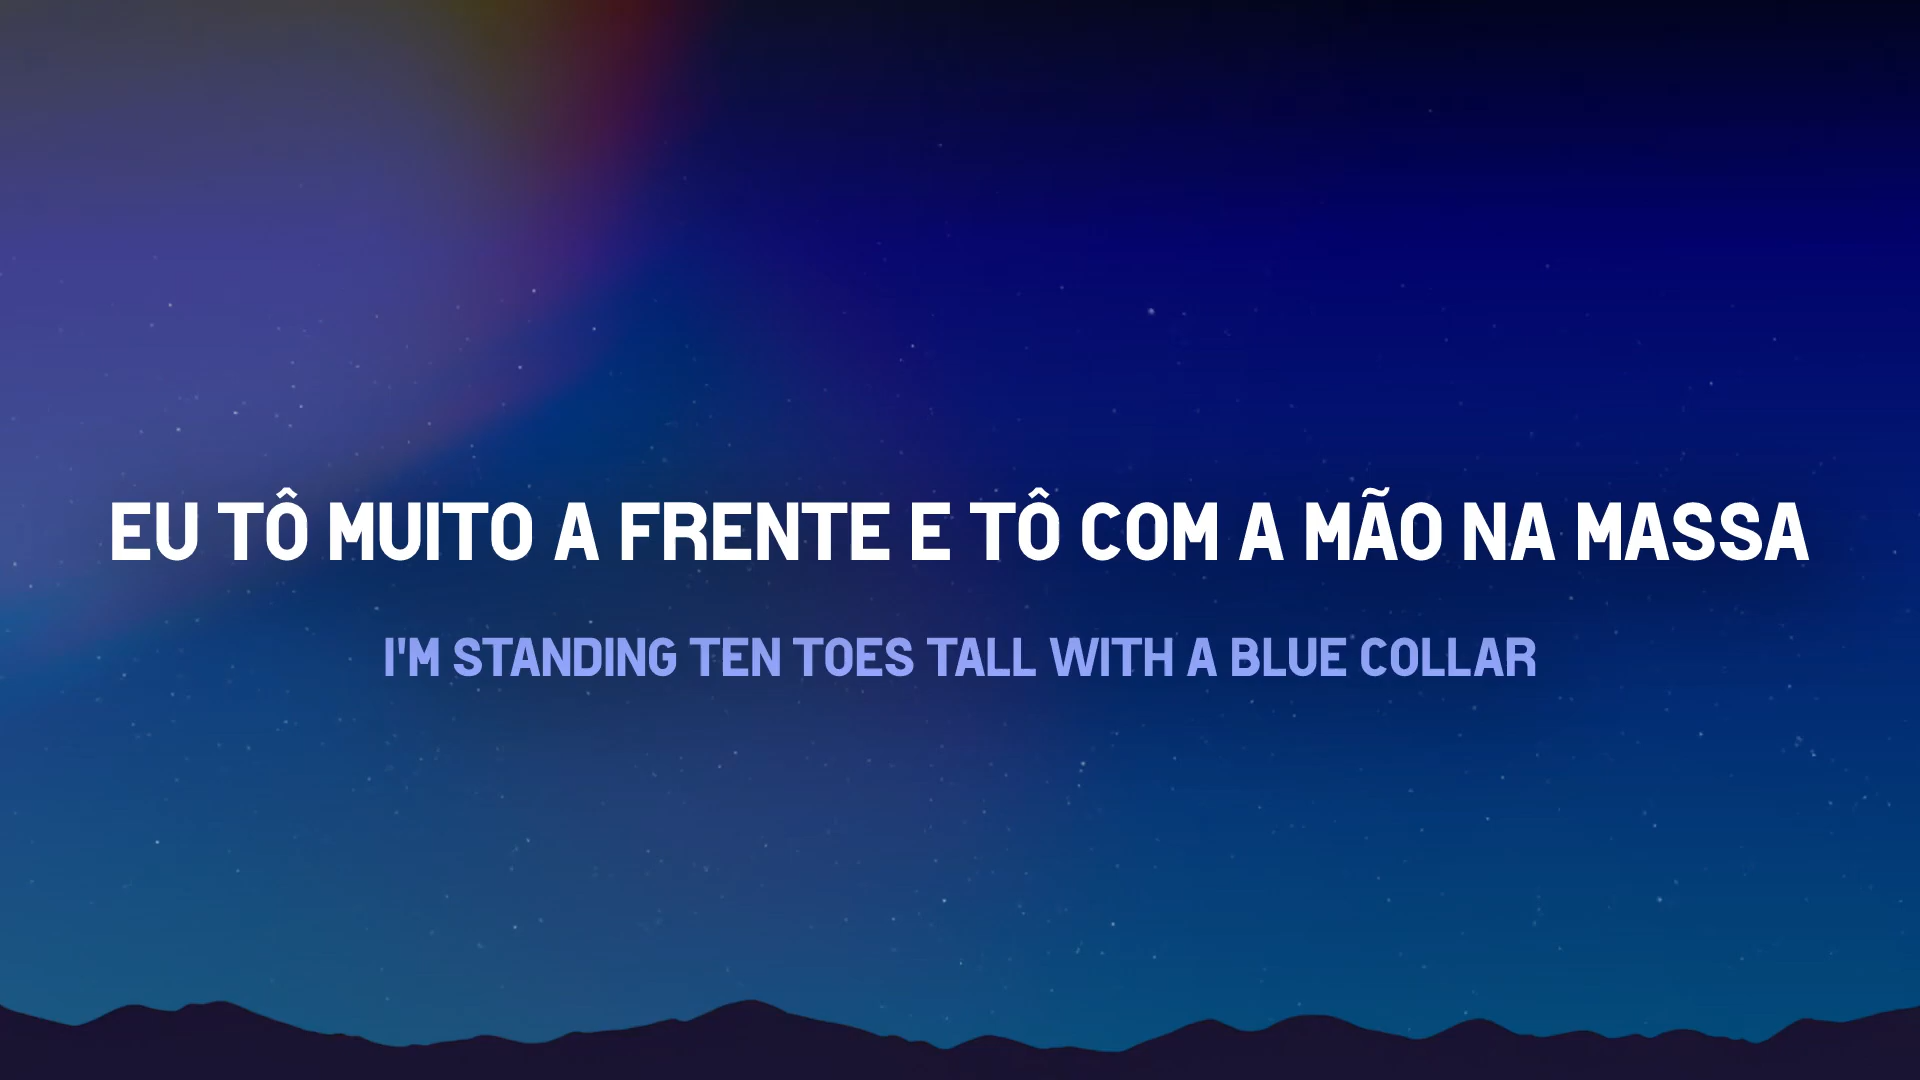 EU TÔ MUITO A FRENTE E TÔ COM A MÃO NA MASSA
I'M STANDING TEN TOES TALL WITH A BLUE COLLAR